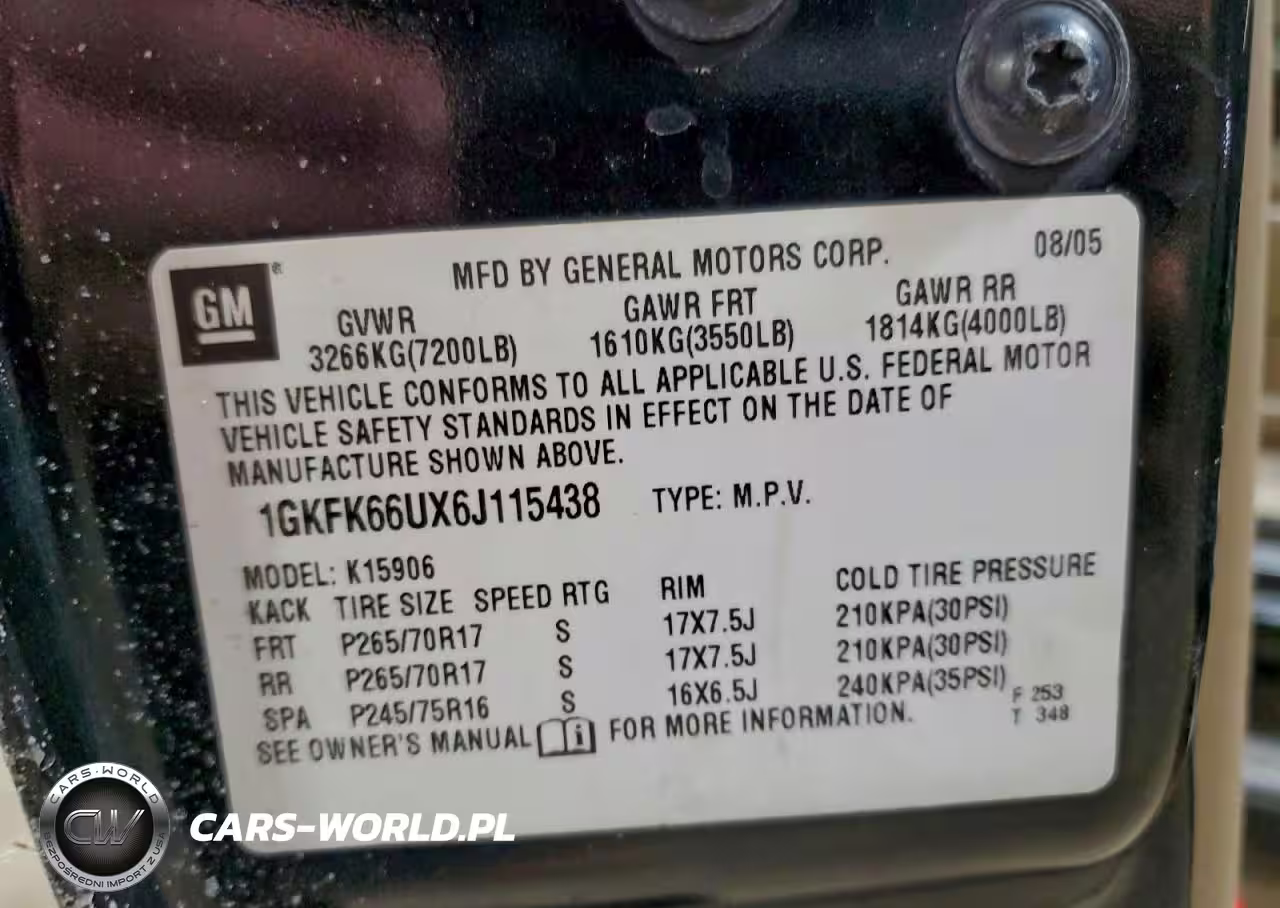 MFD BY GENERAL MOTORS CORP. 08/05
GM
GVWR GAWR FRT GAWR RR
3266KG(7200LB) 1610KG(3550LB) 1814KG(4000LB)
THIS VEHICLE CONFORMS TO ALL APPLICABLE U.S. FEDERAL MOTOR
VEHICLE SAFETY STANDARDS IN EFFECT ON THE DATE OF
MANUFACTURE SHOWN ABOVE.
1GKFK66UX6J115438 TYPE: M.P.V.
MODEL: K15906
KACK TIRE SIZE SPEED RTG RIM COLD TIRE PRESSURE
FRT P265/70R17 S 17X7.5J 210KPA(30PSI)
RR P265/70R17 S 17X7.5J 210KPA(30PSI)
SPA P245/75R16 S 16X6.5J 240KPA(35PSI)
SEE OWNER'S MANUAL i FOR MORE INFORMATION.
F 253
T 348
CARS-WORLD
CW
BEZPOŚREDNI IMPORT Z USA
CARS-WORLD.PL